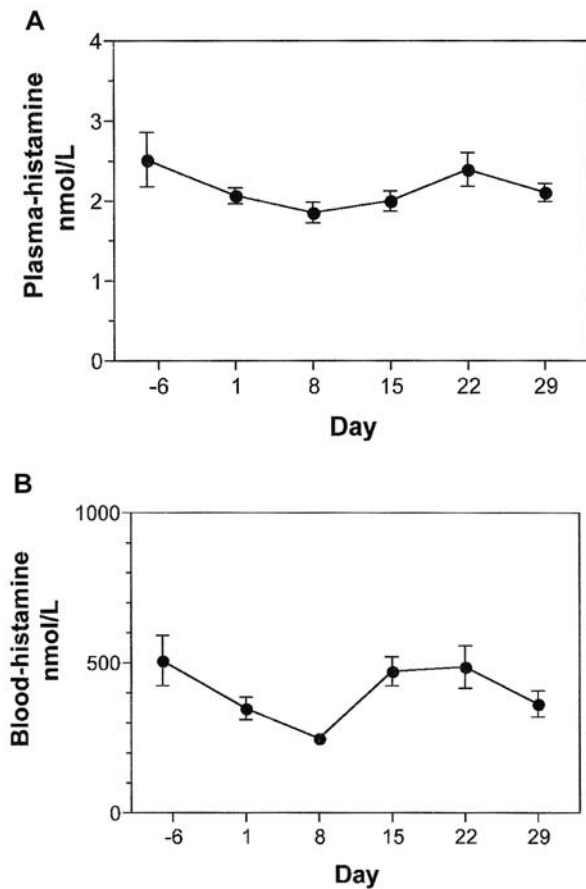 A
Plasma-histamine
nmol/L
4
3
2
1
0
-6 1 8 15 22 29
Day
B
Blood-histamine
nmol/L
1000
500
0
-6 1 8 15 22 29
Day